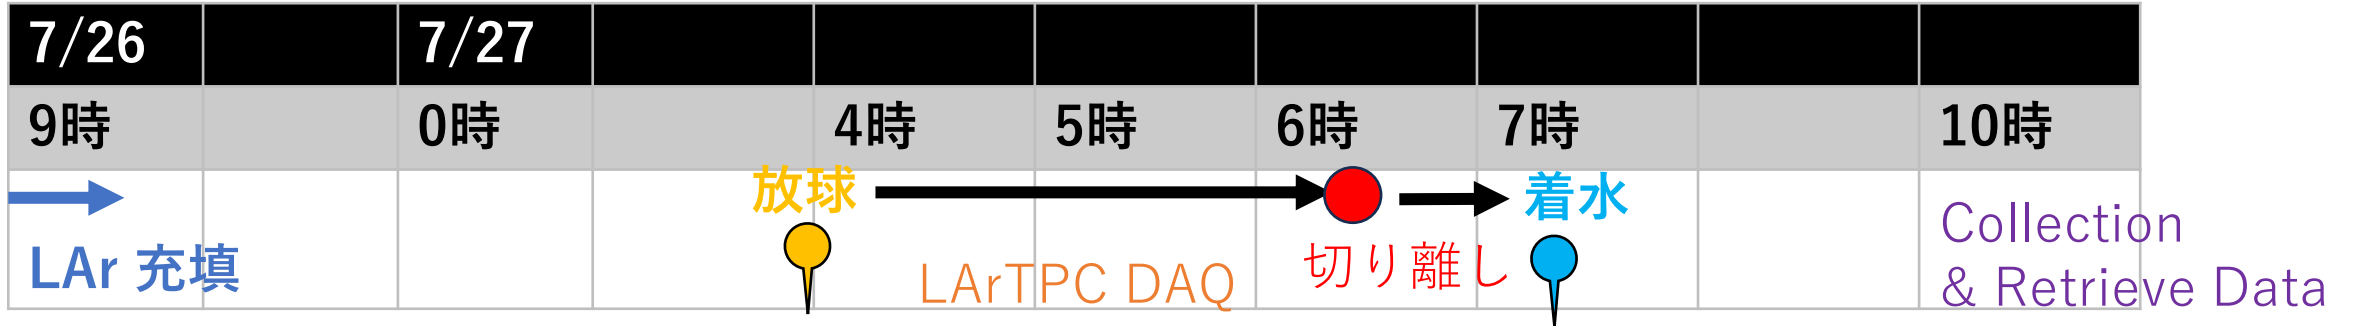 7/26 7/27
9時 0時 4時 5時 6時 7時 10時
放球 着水
LAr 充填 LArTPC DAQ 切り離し Collection
& Retrieve Data